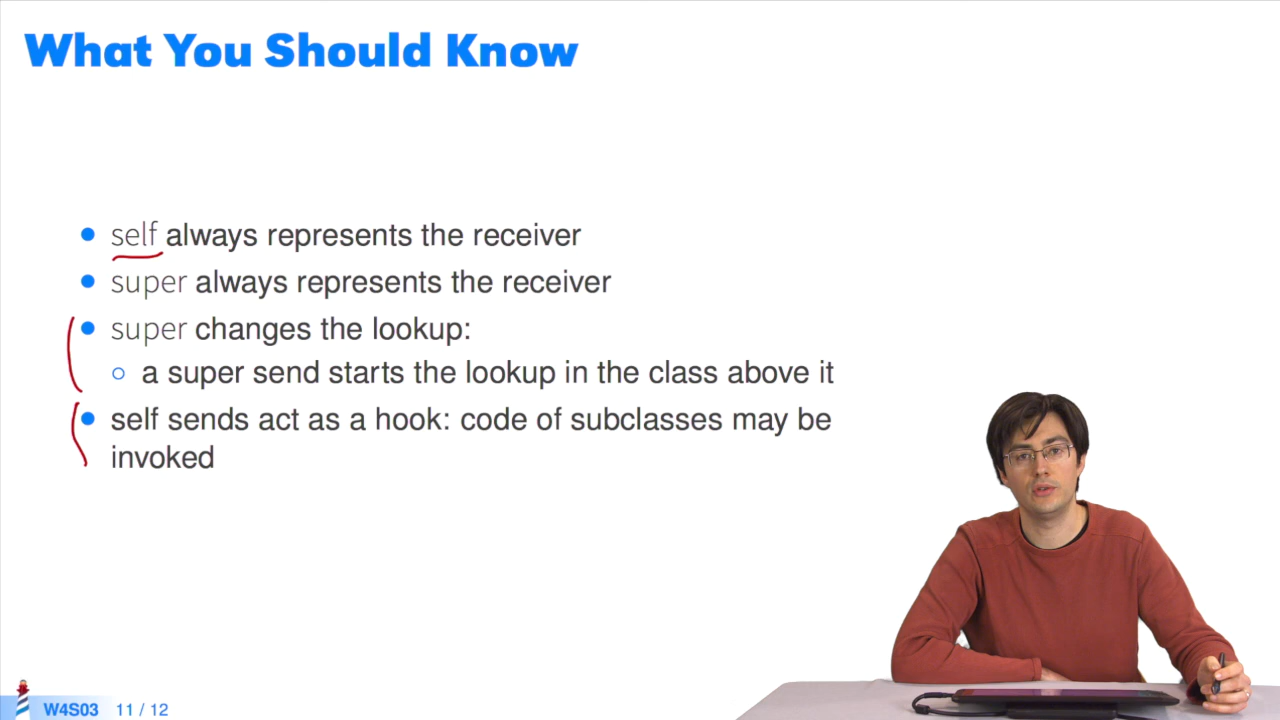 What You Should Know
self always represents the receiver
super always represents the receiver
super changes the lookup:
a super send starts the lookup in the class above it
self sends act as a hook: code of subclasses may be
invoked
W4S03 11 / 12